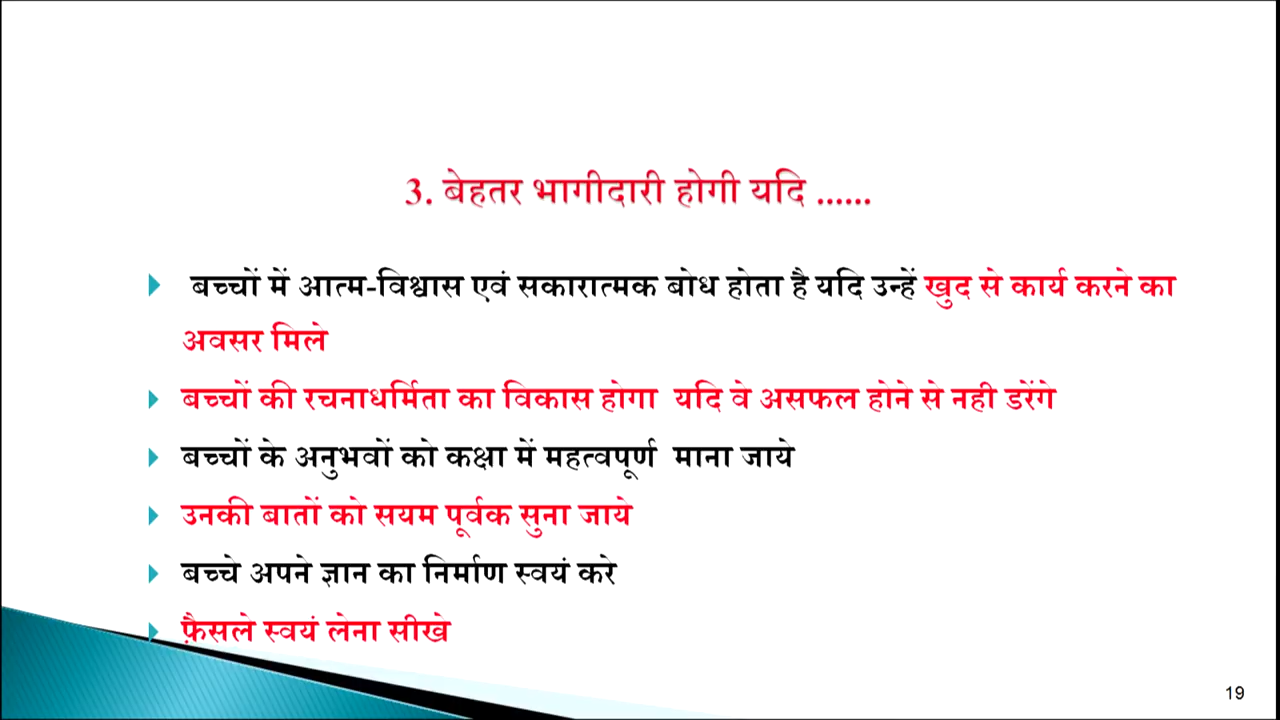 3. बेहतर भागीदारी होगी यदि ......
बच्चों में आत्म-विश्वास एवं सकारात्मक बोध होता है यदि उन्हें खुद से कार्य करने का
अवसर मिले
बच्चों की रचनाधर्मिता का विकास होगा यदि वे असफल होने से नही डरेंगे
बच्चों के अनुभवों को कक्षा में महत्वपूर्ण माना जाये
उनकी बातों को सयम पूर्वक सुना जाये
बच्चे अपने ज्ञान का निर्माण स्वयं करे
फ़ैसले स्वयं लेना सीखे
19